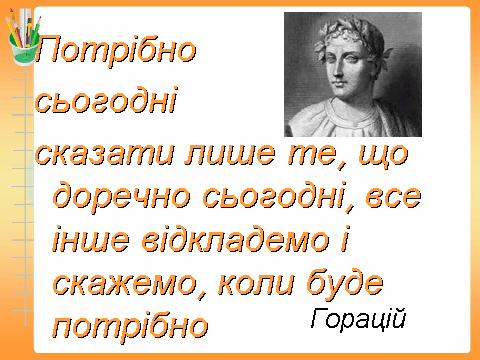 Потрібно
сьогодні
сказати лише те, що
доречно сьогодні, все
інше відкладемо і
скажемо, коли буде
потрібно
Горацій